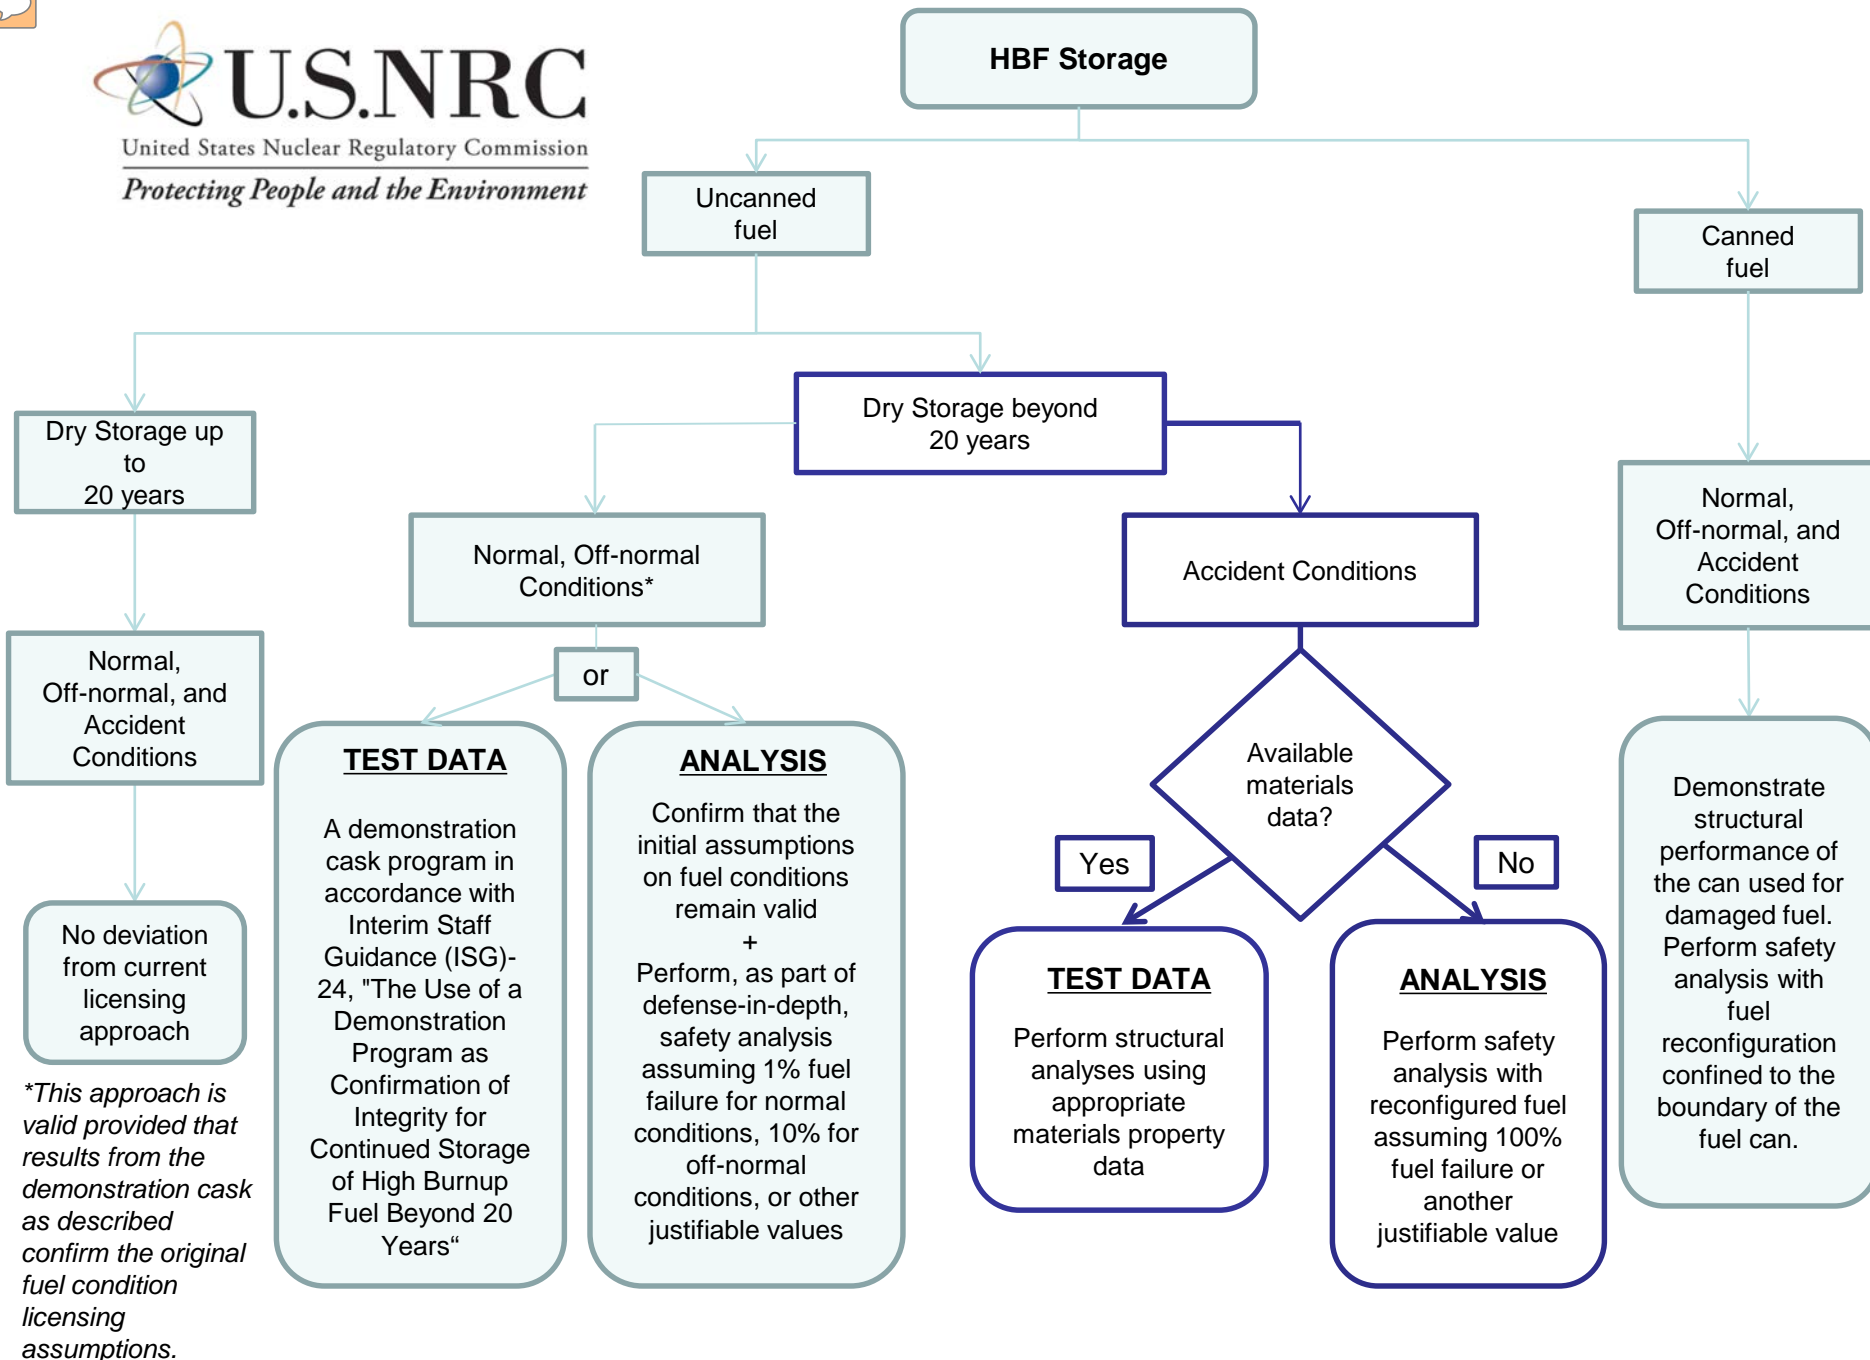 U.S.NRC
United States Nuclear Regulatory Commission
Protecting People and the Environment
HBF Storage
Uncanned
fuel
Canned
fuel
Dry Storage up
to
20 years
Dry Storage beyond
20 years
Normal, Off-normal
Conditions*
Accident Conditions
Normal,
Off-normal, and
Accident
Conditions
Normal,
Off-normal, and
Accident
Conditions
or
No deviation
from current
licensing
approach
TEST DATA
A demonstration
cask program in
accordance with
Interim Staff
Guidance (ISG)-
24, "The Use of a
Demonstration
Program as
Confirmation of
Integrity for
Continued Storage
of High Burnup
Fuel Beyond 20
Years“
ANALYSIS
Confirm that the
initial assumptions
on fuel conditions
remain valid
+
Perform, as part of
defense-in-depth,
safety analysis
assuming 1% fuel
failure for normal
conditions, 10% for
off-normal
conditions, or other
justifiable values
Available
materials
data?
Yes
No
TEST DATA
Perform structural
analyses using
appropriate
materials property
data
ANALYSIS
Perform safety
analysis with
reconfigured fuel
assuming 100%
fuel failure or
another
justifiable value
Demonstrate
structural
performance of
the can used for
damaged fuel.
Perform safety
analysis with
fuel
reconfiguration
confined to the
boundary of the
fuel can.
*This approach is
valid provided that
results from the
demonstration cask
as described
confirm the original
fuel condition
licensing
assumptions.